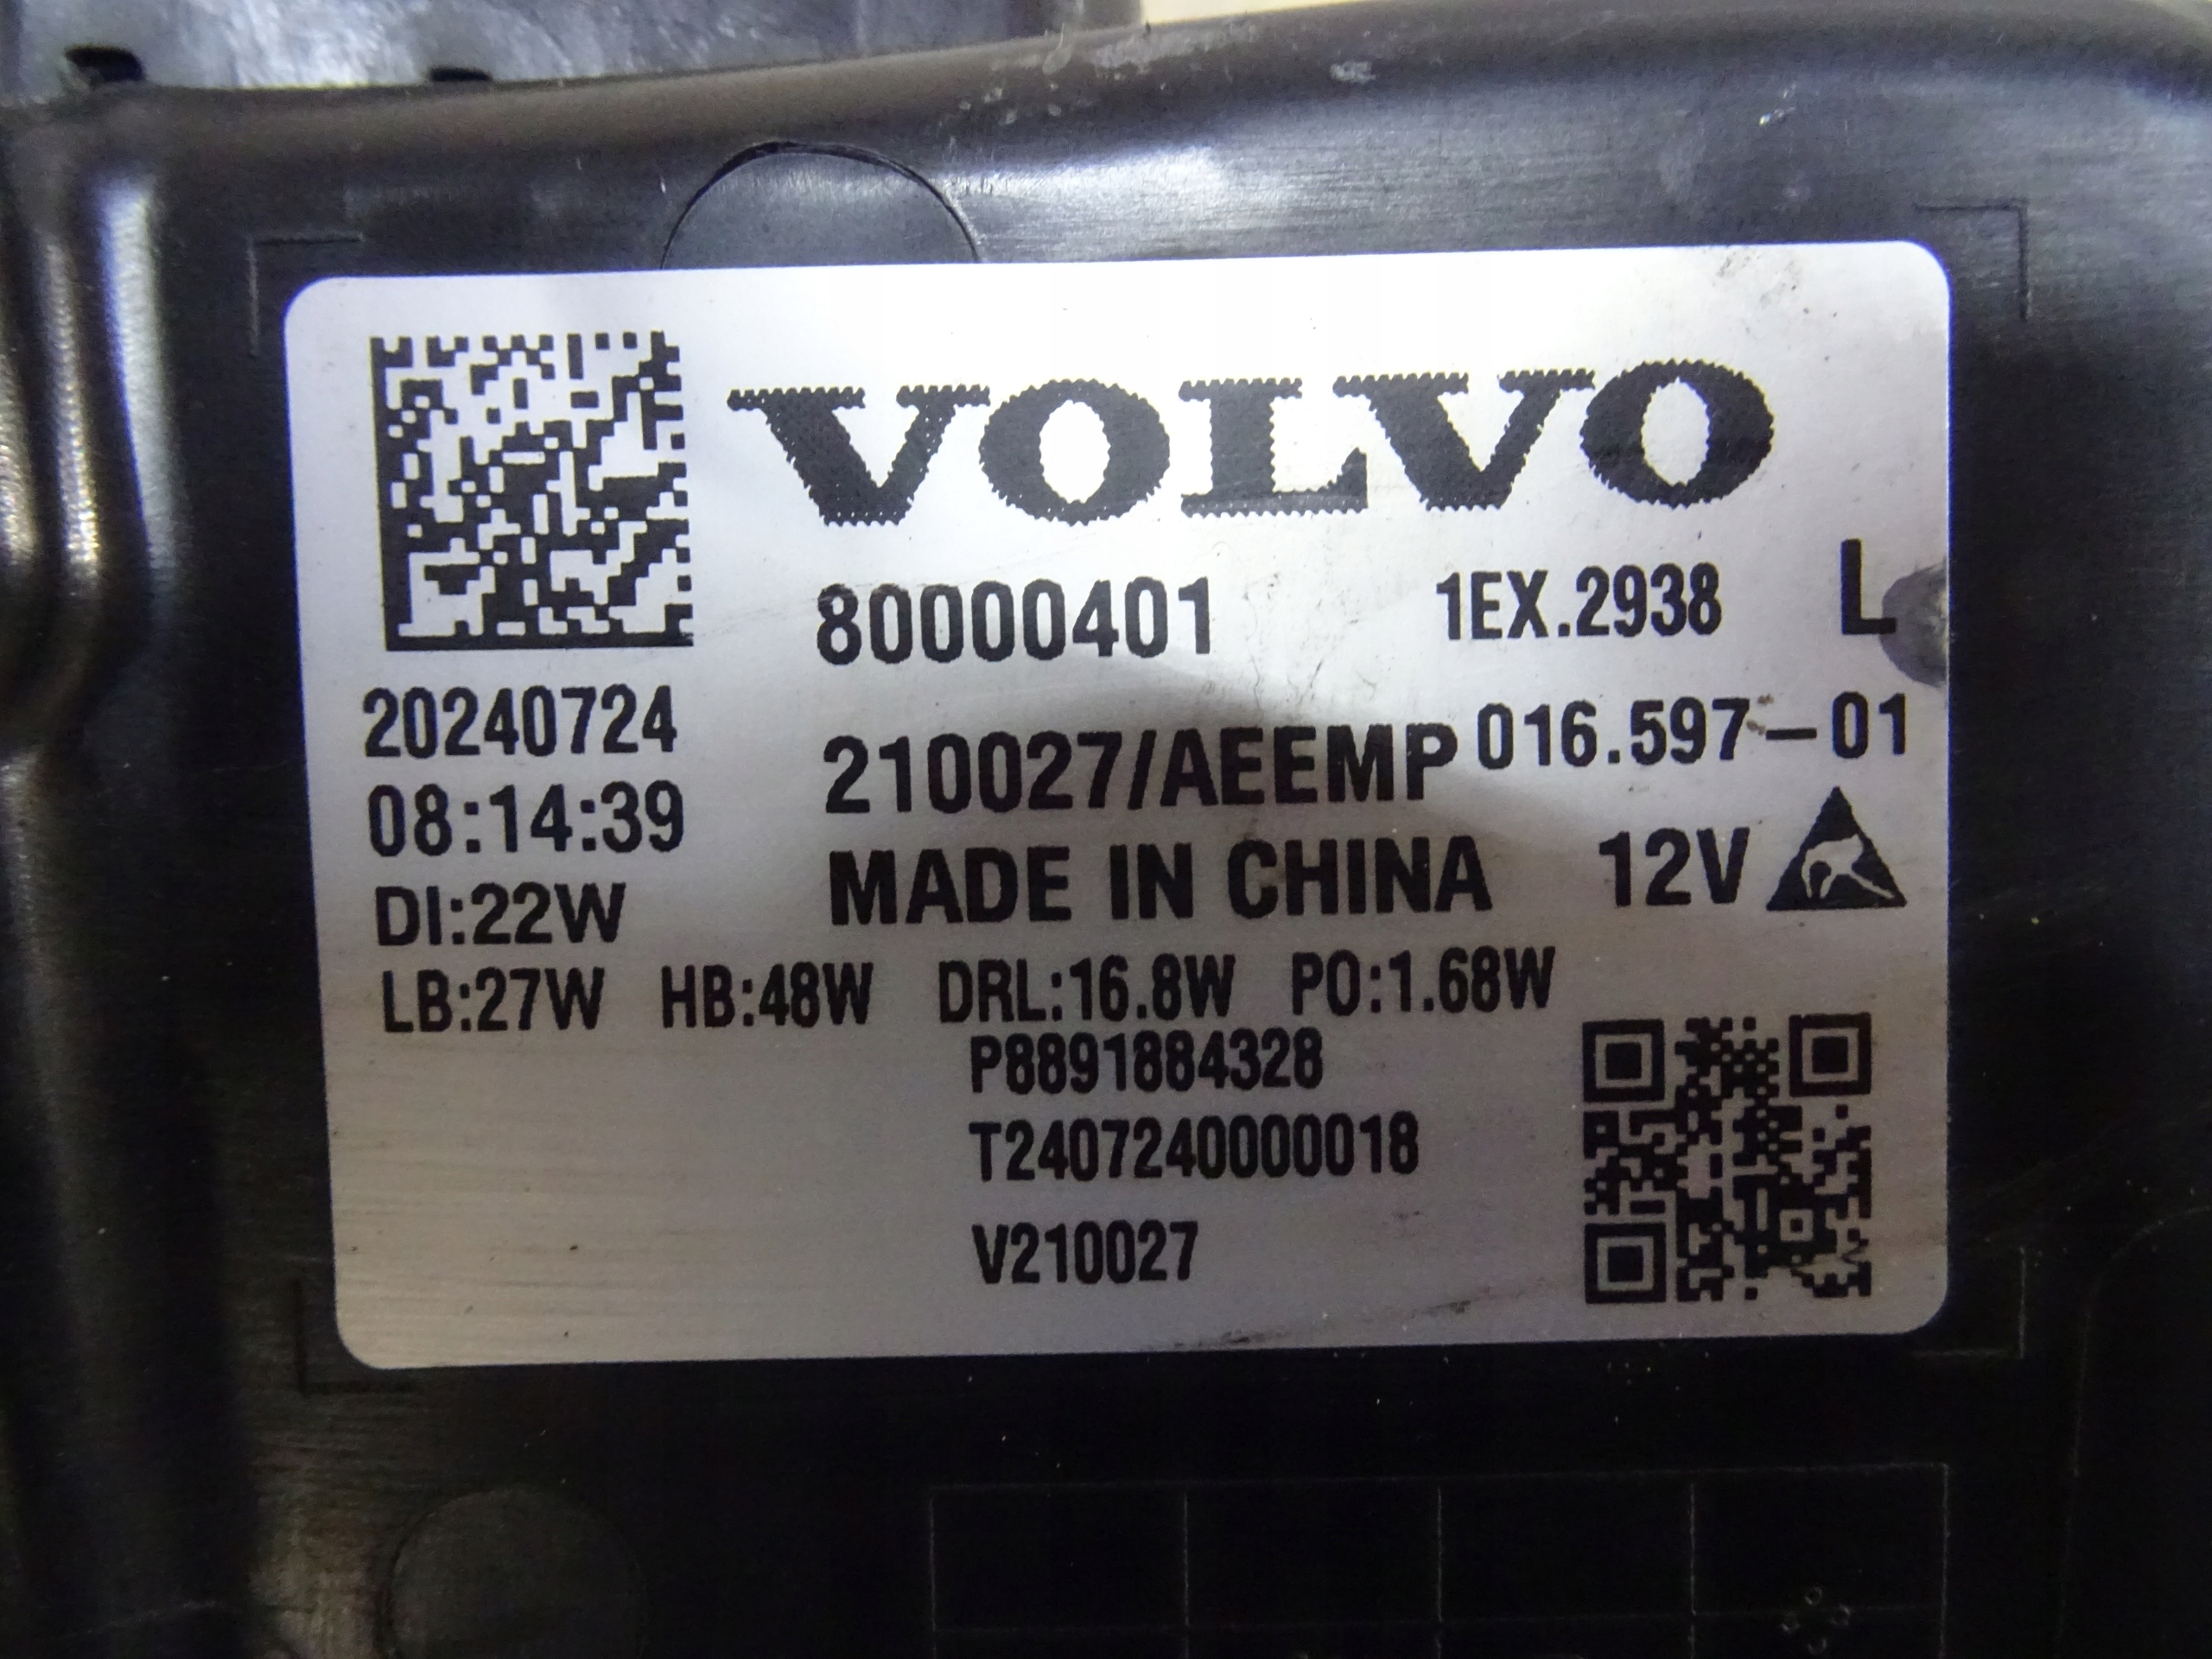 VOLVO
80000401 1EX.2938 L
20240724
210027/AEEMP 016.597-01
08:14:39
MADE IN CHINA 12V
DI:22W
LB:27W HB:48W DRL:16.8W PO:1.68W
P8891884328
T2407240000018
V210027